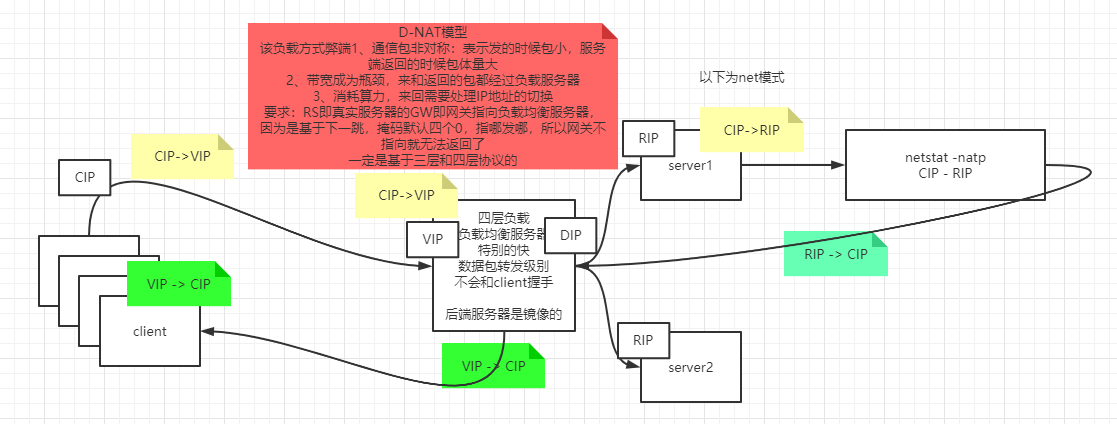 D-NAT模型
该负载方式弊端1、通信包非对称：表示发的时候包小，服务
端返回的时候包体量大
2、带宽成为瓶颈，来和返回的包都经过负载服务器
3、消耗算力，来回需要处理IP地址的切换
要求：RS即真实服务器的GW即网关指向负载均衡服务器，
因为是基于下一跳，掩码默认四个0，指哪发哪，所以网关不
指向就无法返回了
一定是基于三层和四层协议的
以下为net模式
CIP->VIP
CIP
CIP->VIP
VIP
四层负载
负载均衡服务器
特别的快
数据包转发级别
不会和client握手
后端服务器是镜像的
DIP
RIP
server1
CIP->RIP
netstat -natp
CIP - RIP
RIP -> CIP
VIP -> CIP
client
VIP -> CIP
RIP
server2